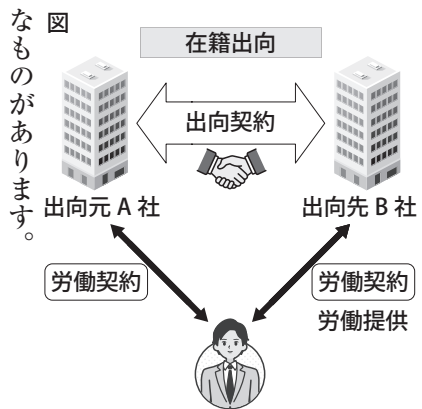 図
なものがあります。
在籍出向
出向契約
出向元 A 社
出向先 B 社
労働契約
労働契約
労働提供